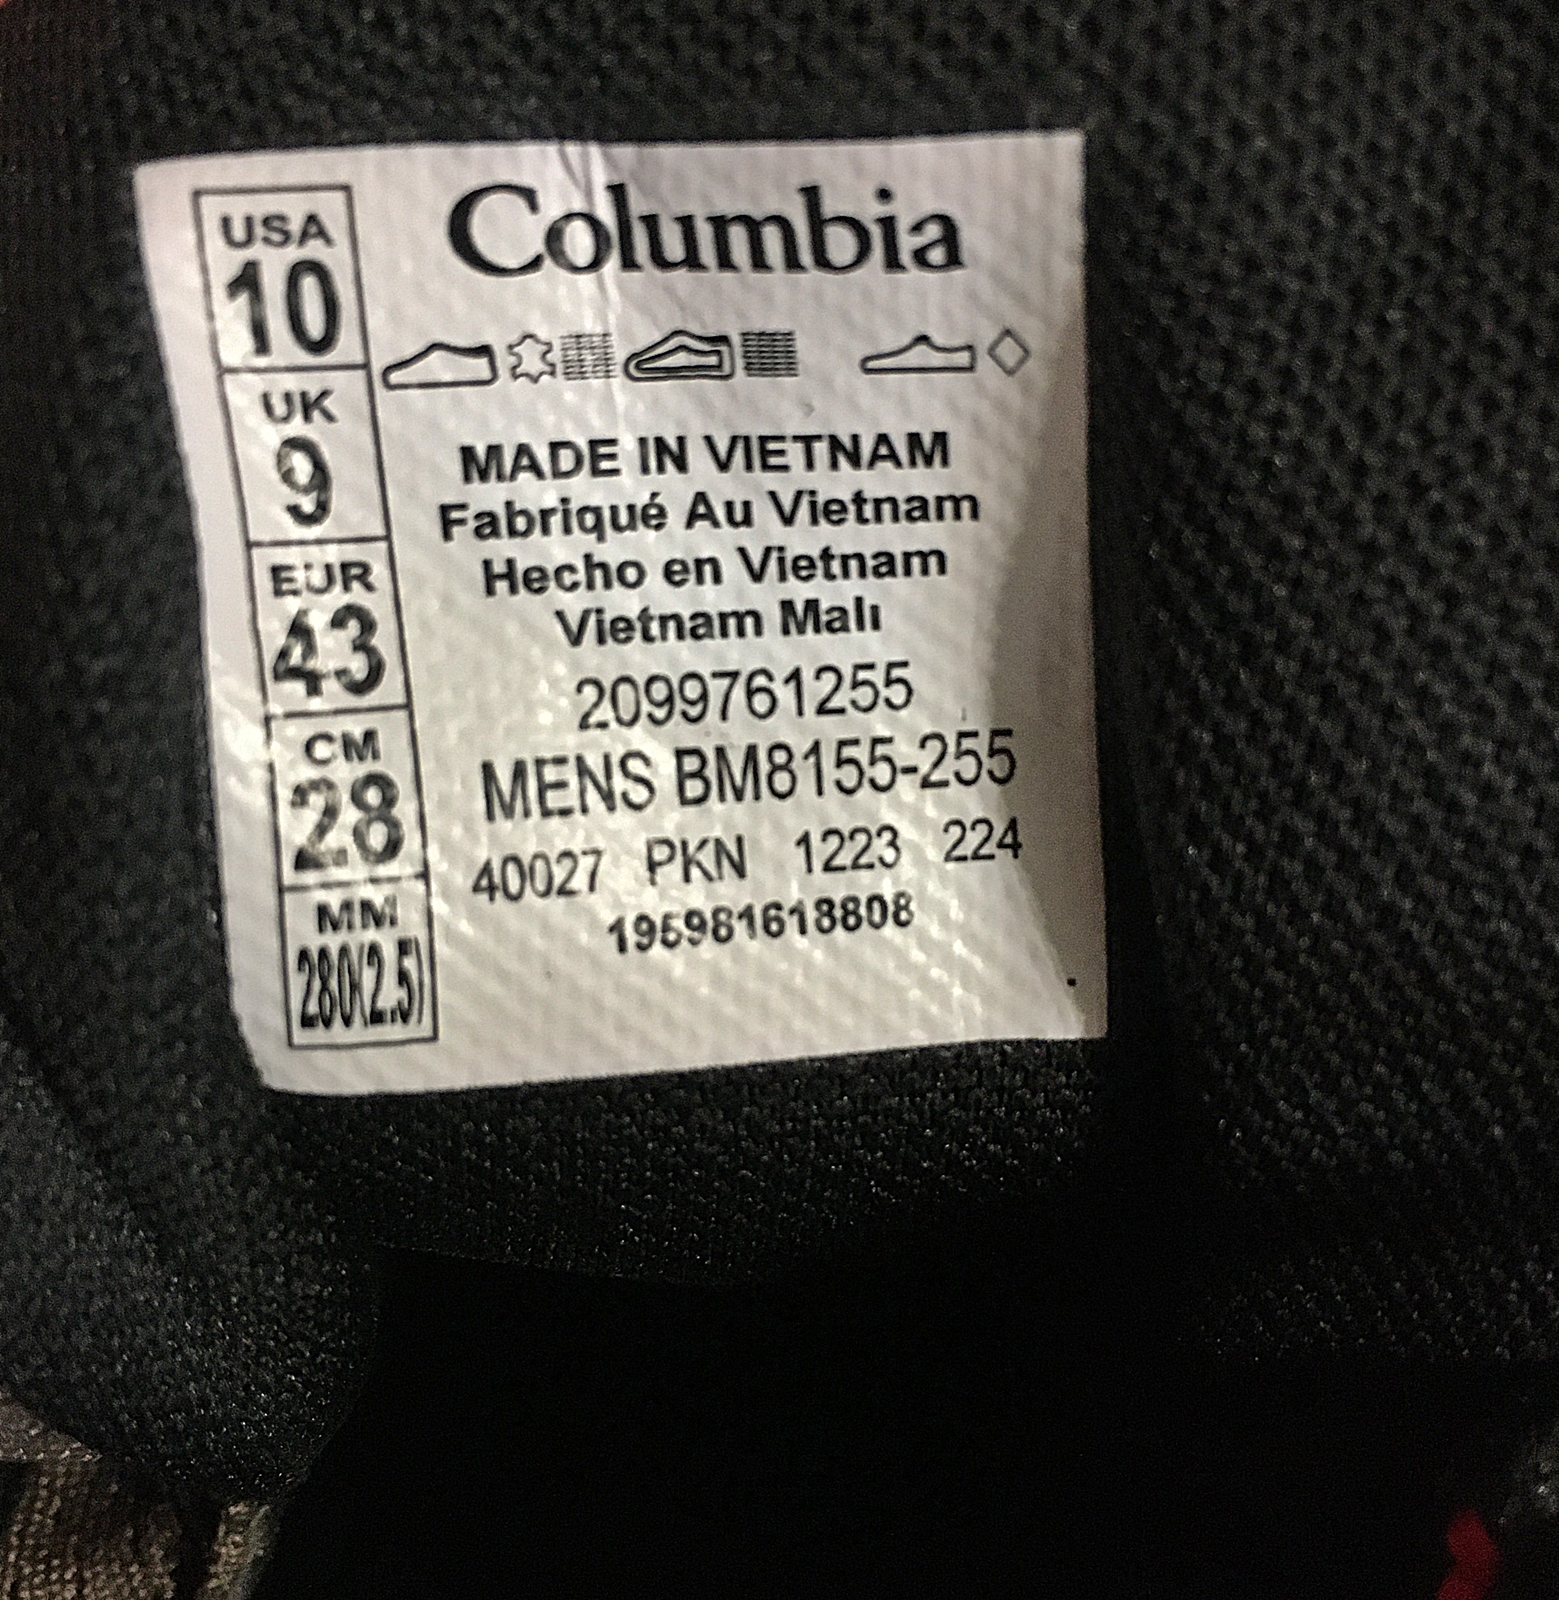 USA
10
UK
9
EUR
43
CM
28
MM
280(2.5)
Columbia
MADE IN VIETNAM
Fabriqué Au Vietnam
Hecho en Vietnam
Vietnam Malı
2099761255
MENS BM8155-255
40027 PKN 1223 224
195981618808